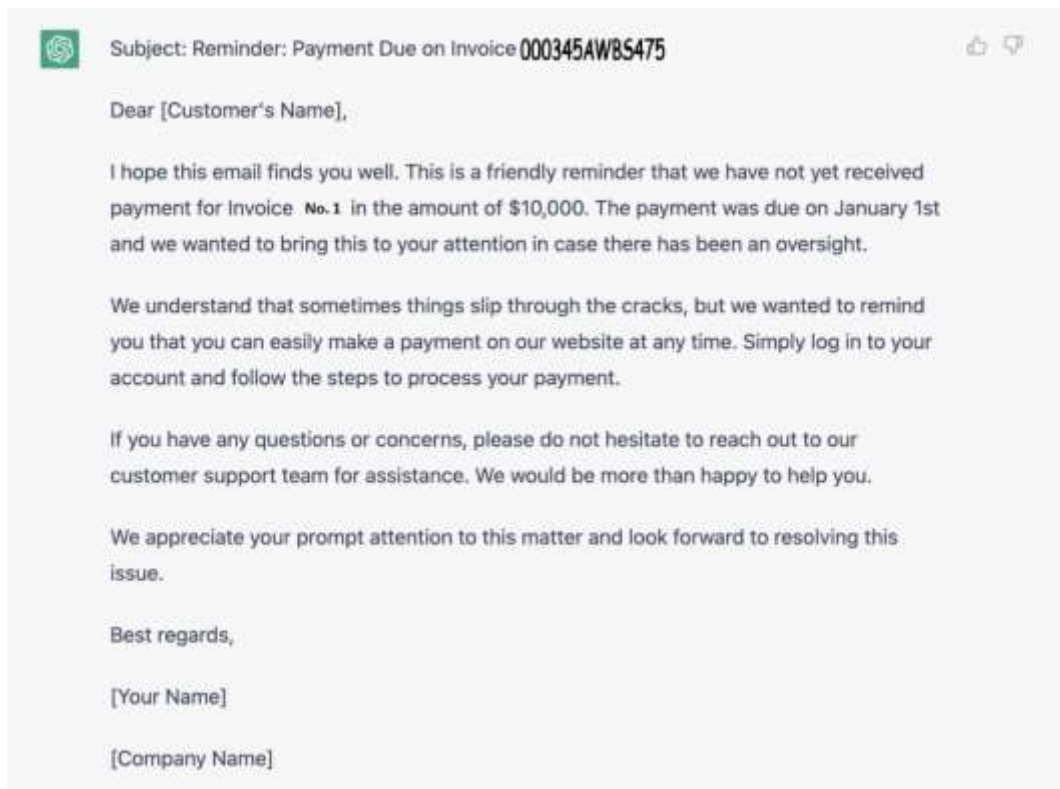 Subject: Reminder: Payment Due on Invoice 000345AWBS475
Dear [Customer's Name],
I hope this email finds you well. This is a friendly reminder that we have not yet received
payment for Invoice No.1 in the amount of $10,000. The payment was due on January 1st
and we wanted to bring this to your attention in case there has been an oversight.
We understand that sometimes things slip through the cracks, but we wanted to remind
you that you can easily make a payment on our website at any time. Simply log in to your
account and follow the steps to process your payment.
If you have any questions or concerns, please do not hesitate to reach out to our
customer support team for assistance. We would be more than happy to help you.
We appreciate your prompt attention to this matter and look forward to resolving this
issue.
Best regards,
[Your Name]
[Company Name]